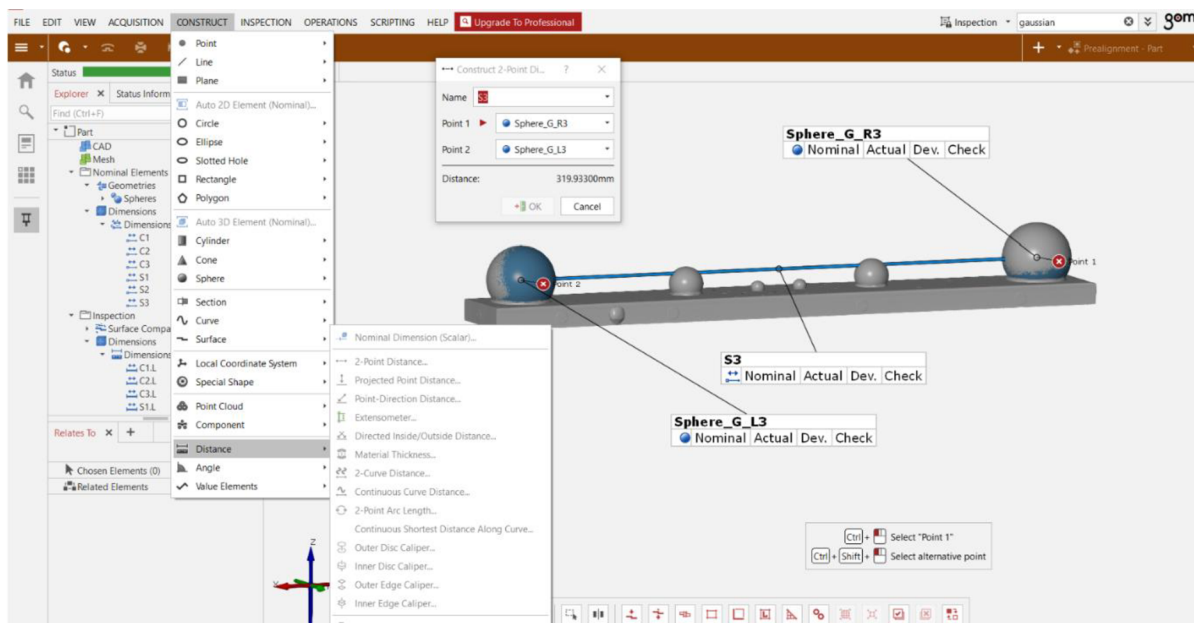 FILE EDIT VIEW ACQUISITION CONSTRUCT INSPECTION OPERATIONS SCRIPTING HELP Upgrade To Professional Inspection gaussian gom
Prealignment - Part
Status
Explorer Status Inform
Find (Ctrl+F)
Part
CAD
Mesh
Nominal Elements
Geometries
Spheres
Dimensions
Dimensions
C1
C2
C3
S1
S2
S3
Inspection
Surface Compa
Dimensions
Dimensions
C1.L
C2.L
C3.L
S1.L
Relates To
Chosen Elements (0)
Related Elements
Point
Line
Plane
Auto 2D Element (Nominal)...
Circle
Ellipse
Slotted Hole
Rectangle
Polygon
Auto 3D Element (Nominal)...
Cylinder
Cone
Sphere
Section
Curve
Surface
Local Coordinate System
Special Shape
Point Cloud
Component
Distance
Angle
Value Elements
Nominal Dimension (Scalar)...
2-Point Distance...
Projected Point Distance...
Point-Direction Distance...
Extensometer...
Directed Inside/Outside Distance...
Material Thickness...
2-Curve Distance...
Continuous Curve Distance...
2-Point Arc Length...
Continuous Shortest Distance Along Curve...
Outer Disc Caliper...
Inner Disc Caliper...
Outer Edge Caliper...
Inner Edge Caliper...
Construct 2-Point Di... ?
Name S3
Point 1 Sphere_G_R3
Point 2 Sphere_G_L3
Distance: 319.93300mm
OK Cancel
Sphere_G_R3
Nominal Actual Dev. Check
Point 1
Point 2
S3
Nominal Actual Dev. Check
Sphere_G_L3
Nominal Actual Dev. Check
Ctrl + Select "Point 1"
Ctrl + Shift + Select alternative point
Z
X